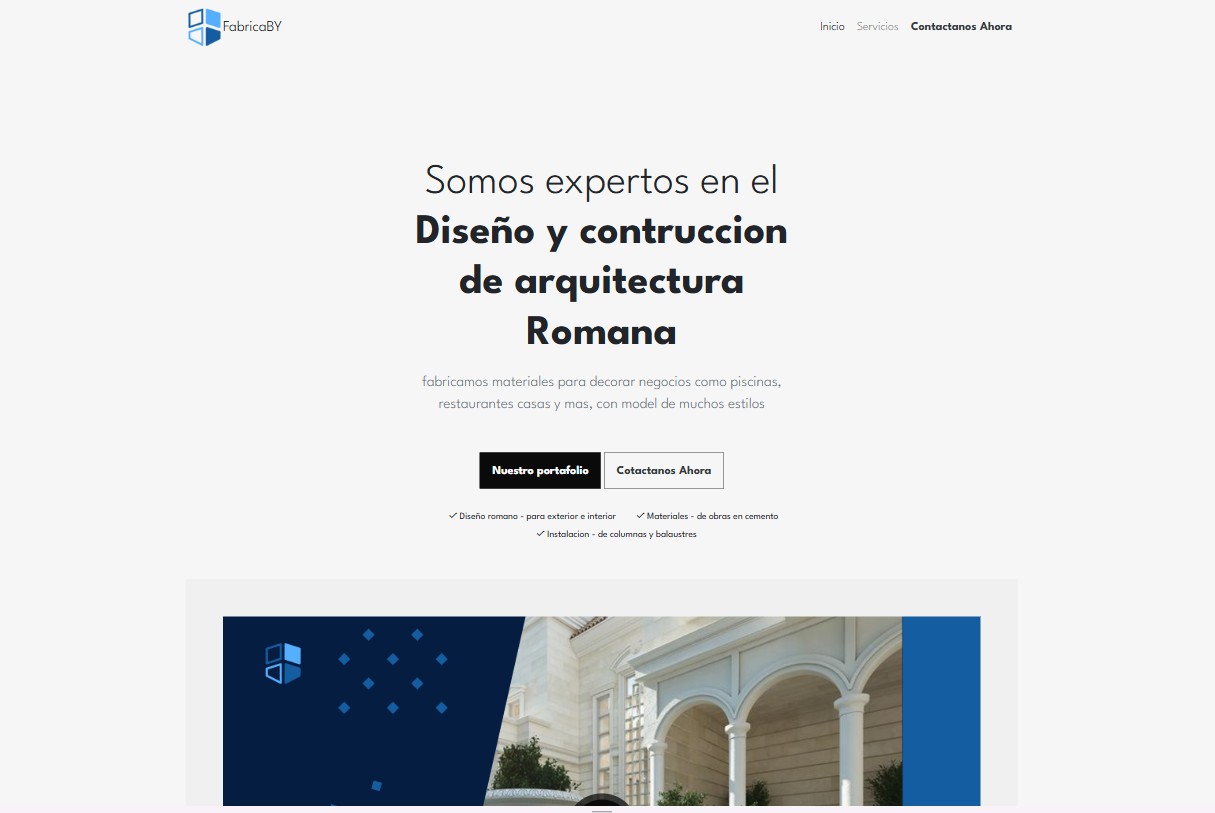 FabricaBY
Inicio Servicios Contactanos Ahora
Somos expertos en el
Diseño y contruccion
de arquitectura
Romana
fabricamos materiales para decorar negocios como piscinas,
restaurantes casas y mas, con model de muchos estilos
Nuestro portafolio Cotactanos Ahora
✓ Diseño romano - para exterior e interior ✓ Materiales - de obras en cemento
✓ Instalacion - de columnas y balaustres